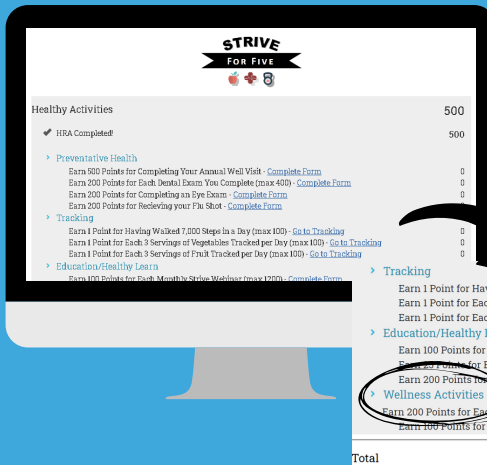 STRIVE
FOR FIVE
Healthy Activities 500
HRA Completed! 500
Preventative Health
Earn 500 Points for Completing Your Annual Well Visit - Complete Form 0
Earn 200 Points for Each Dental Exam You Complete (max 400) - Complete Form 0
Earn 200 Points for Completing an Eye Exam - Complete Form 0
Earn 200 Points for Recieving your Flu Shot - Complete Form 0
Tracking
Earn 1 Point for Having Walked 7,000 Steps in a Day (max 100) - Go to Tracking 0
Earn 1 Point for Each 3 Servings of Vegetables Tracked per Day (max 100) - Go to Tracking
Earn 1 Point for Each 3 Servings of Fruit Tracked per Day (max 100) - Go to Tracking
Education/Healthy Learn
Earn 100 Points for Each Monthly Strive Webinar (max 1200) - Complete Form
Tracking
Earn 1 Point for Hav
Earn 1 Point for Eac
Earn 1 Point for Eac
Education/Healthy L
Earn 100 Points for
Earn 25 Points for E
Earn 200 Points for
Wellness Activities
Earn 200 Points for Eac
Earn 100 Points for
Total